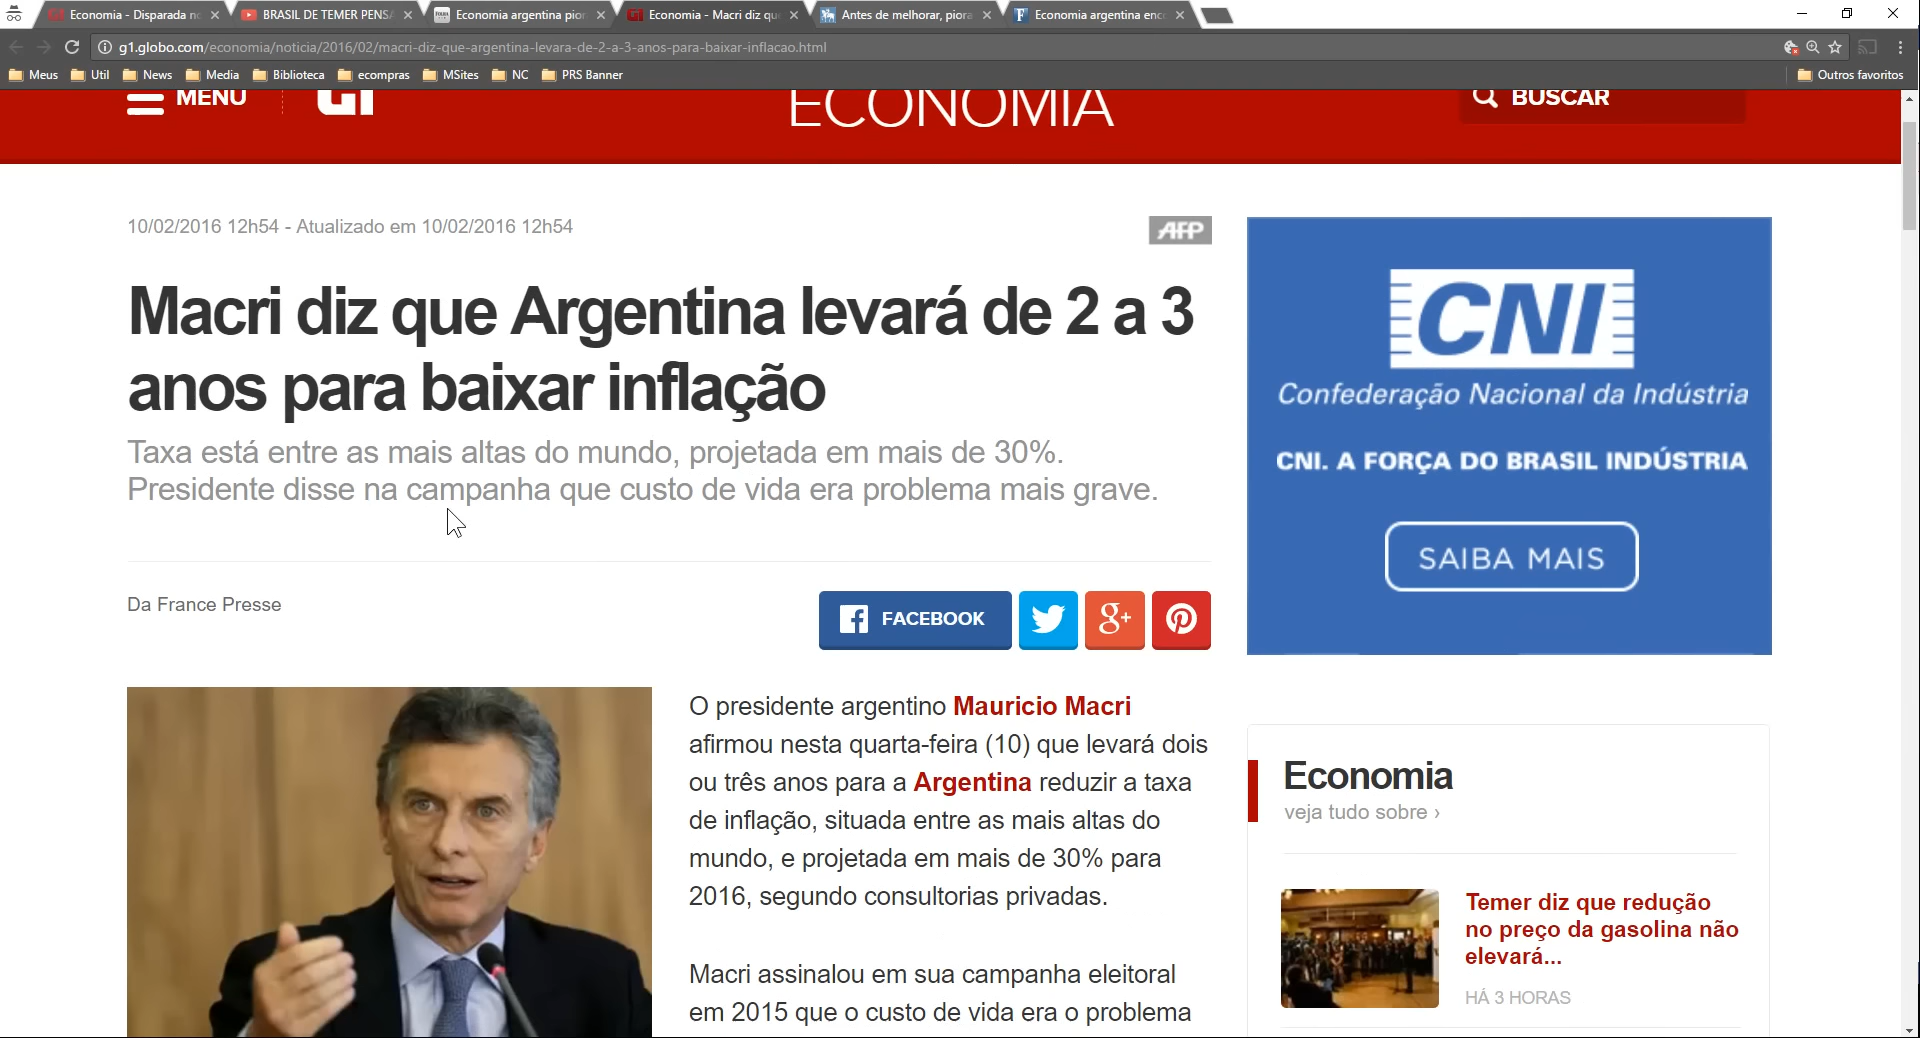 Economia - Disparada no
BRASIL DE TEMER PENSA
Economia argentina pior
Economia - Macri diz que
Antes de melhorar, piora
Economia argentina enc
g1.globo.com/economia/noticia/2016/02/macri-diz-que-argentina-levara-de-2-a-3-anos-para-baixar-inflacao.html
Meus Util News Media Biblioteca ecompras MSites NC PRS Banner Outros favoritos
MENU G1 ECONOMIA BUSCAR
10/02/2016 12h54 - Atualizado em 10/02/2016 12h54
AFP
Macri diz que Argentina levará de 2 a 3
anos para baixar inflação
Taxa está entre as mais altas do mundo, projetada em mais de 30%.
Presidente disse na campanha que custo de vida era problema mais grave.
Da France Presse
FACEBOOK
g+
O presidente argentino Mauricio Macri
afirmou nesta quarta-feira (10) que levará dois
ou três anos para a Argentina reduzir a taxa
de inflação, situada entre as mais altas do
mundo, e projetada em mais de 30% para
2016, segundo consultorias privadas.
Macri assinalou em sua campanha eleitoral
em 2015 que o custo de vida era o problema
CNI
Confederação Nacional da Indústria
CNI. A FORÇA DO BRASIL INDÚSTRIA
SAIBA MAIS
Economia
veja tudo sobre ›
Temer diz que redução
no preço da gasolina não
elevará...
HÁ 3 HORAS